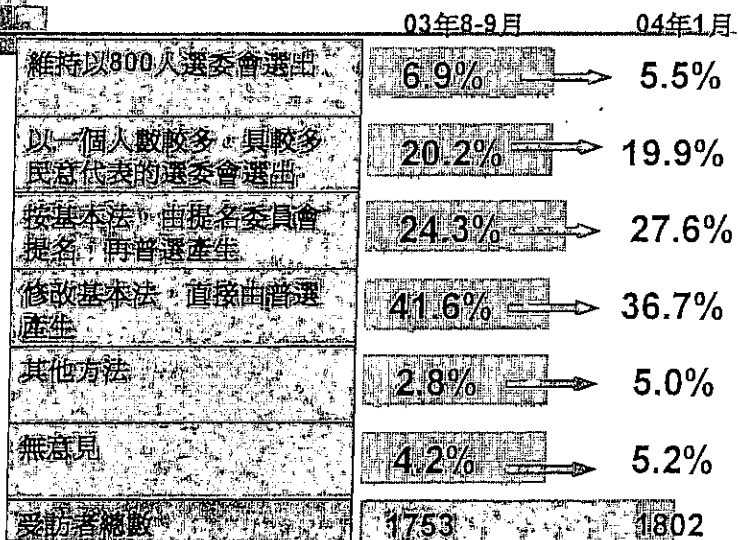 03年8-9月 04年1月
維持以800人選委會選出 6.9% 5.5%
以一個人數較多，具較多
民意代表的選委會選出 20.2% 19.9%
按基本法，由提名委員會
提名，再普選產生 24.3% 27.6%
修改基本法，直接由普選
產生 41.6% 36.7%
其他方法 2.8% 5.0%
無意見 4.2% 5.2%
受訪者總數 1753 1802